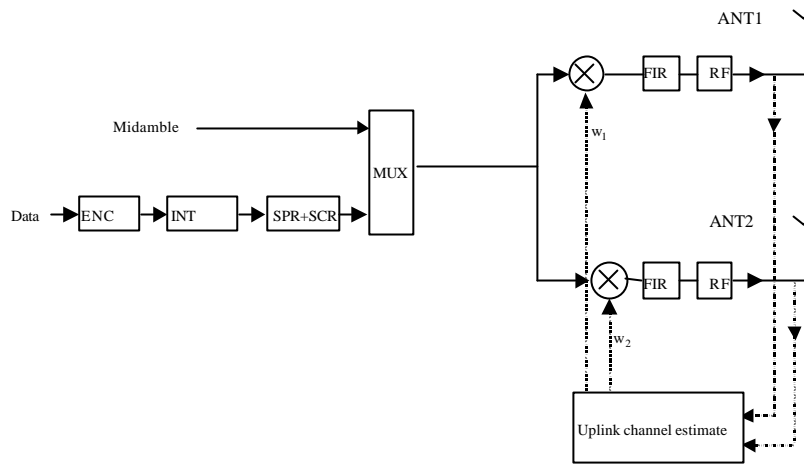 ANT1
FIR
RF
w1
Midamble
MUX
Data
ENC
INT
SPR+SCR
ANT2
FIR
RF
w2
Uplink channel estimate